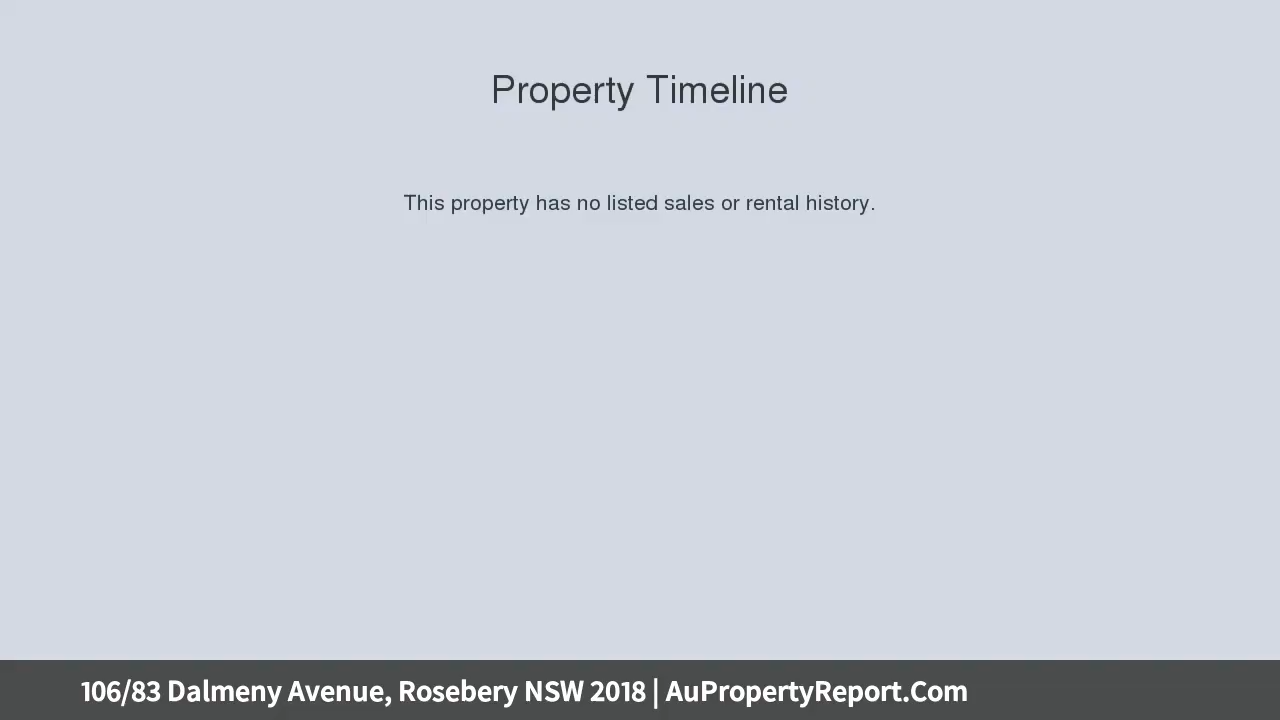 Property Timeline
This property has no listed sales or rental history.
106/83 Dalmeny Avenue, Rosebery NSW 2018 | AuPropertyReport.Com